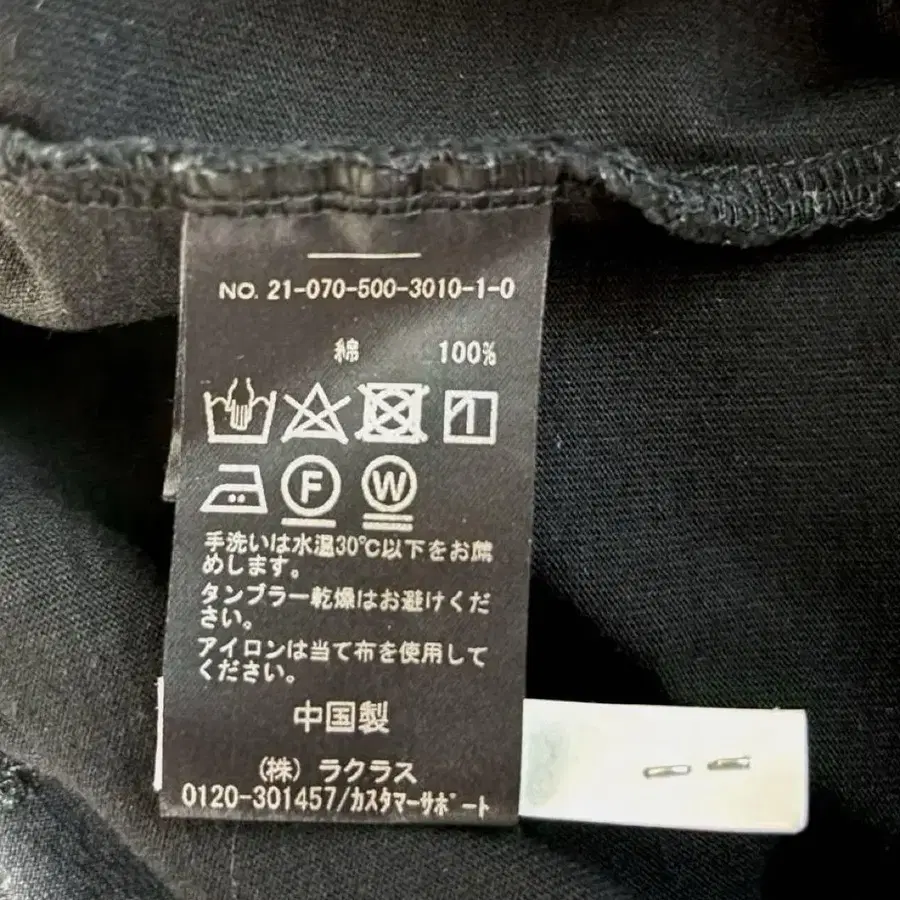 NO. 21-070-500-3010-1-0
綿 100%
F W
手洗いは水温30℃以下をお薦
めします。
タンブラー乾燥はお避けくだ
さい。
アイロンは当て布を使用して
ください。
中国製
(株) ラクラス
0120-301457/カスタマーサポート